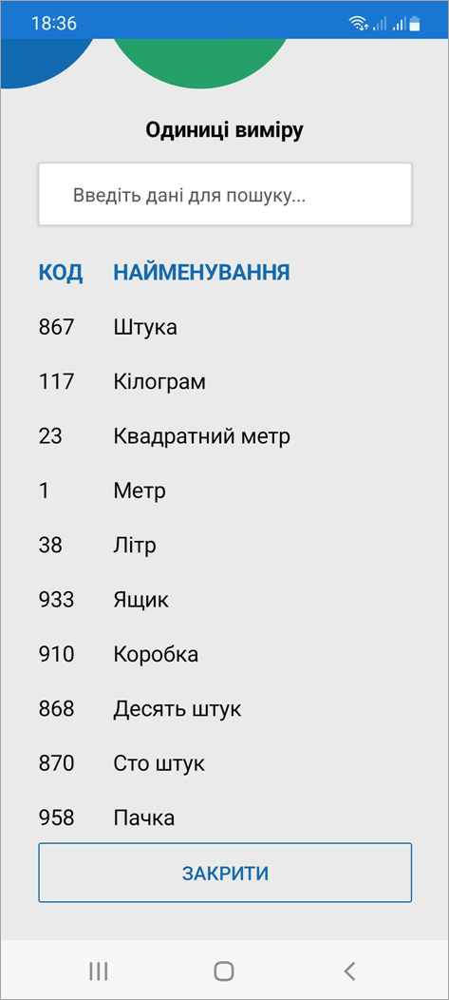 18:36
Одиниці виміру
Введіть дані для пошуку...
КОД НАЙМЕНУВАННЯ
867 Штука
117 Кілограм
23 Квадратний метр
1 Метр
38 Літр
933 Ящик
910 Коробка
868 Десять штук
870 Сто штук
958 Пачка
ЗАКРИТИ